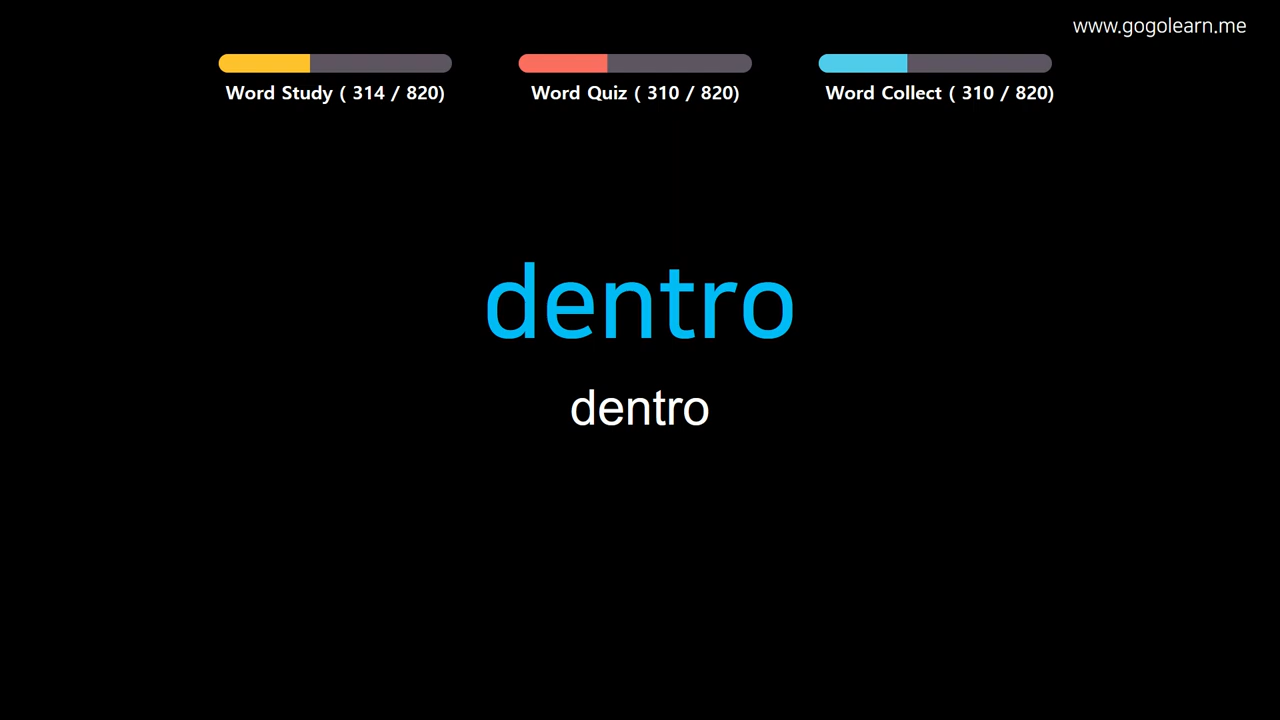 www.gogolearn.me
Word Study ( 314 / 820)
Word Quiz ( 310 / 820)
Word Collect ( 310 / 820)
dentro
dentro